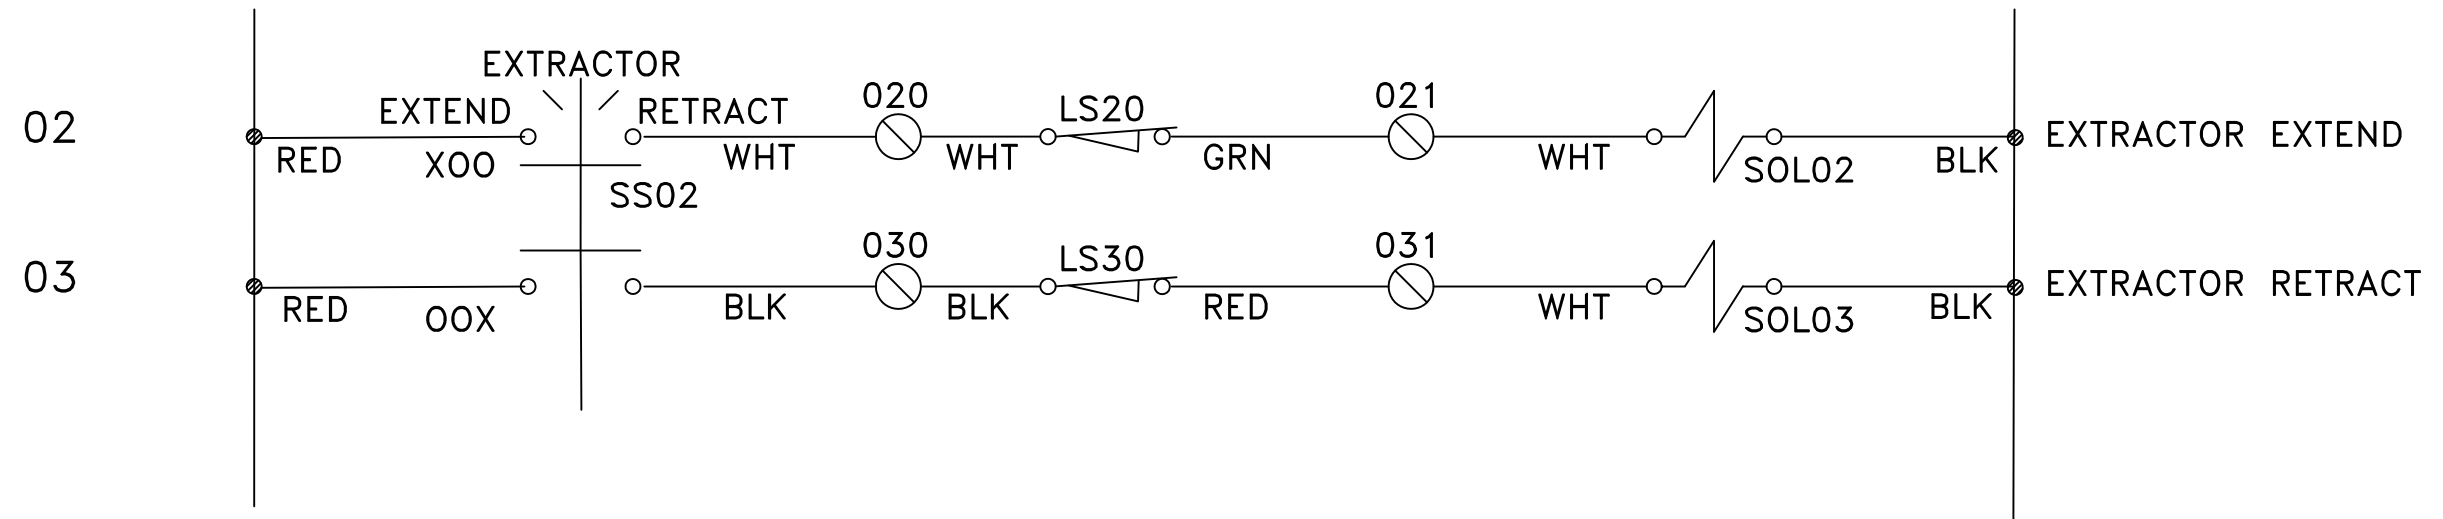 EXTRACTOR
02 EXTEND RETRACT 020 LS20 021 EXTRACTOR EXTEND
RED XOO WHT WHT GRN WHT SOL02 BLK
SS02
03 030 LS30 031 EXTRACTOR RETRACT
RED OOX BLK BLK RED WHT SOL03 BLK